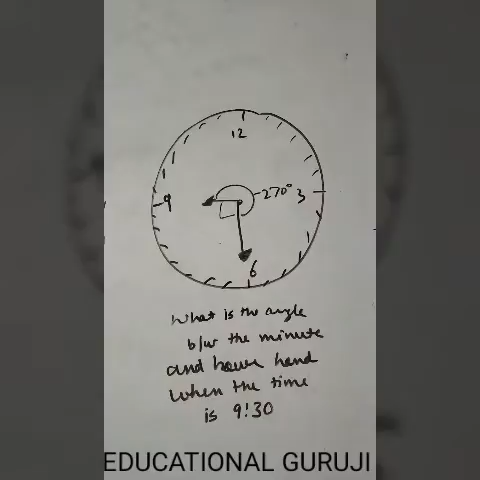 12
9
270°
3
6
What is the angle
b/w the minute
and houre hand
when the time
is 9:30
EDUCATIONAL GURUJI